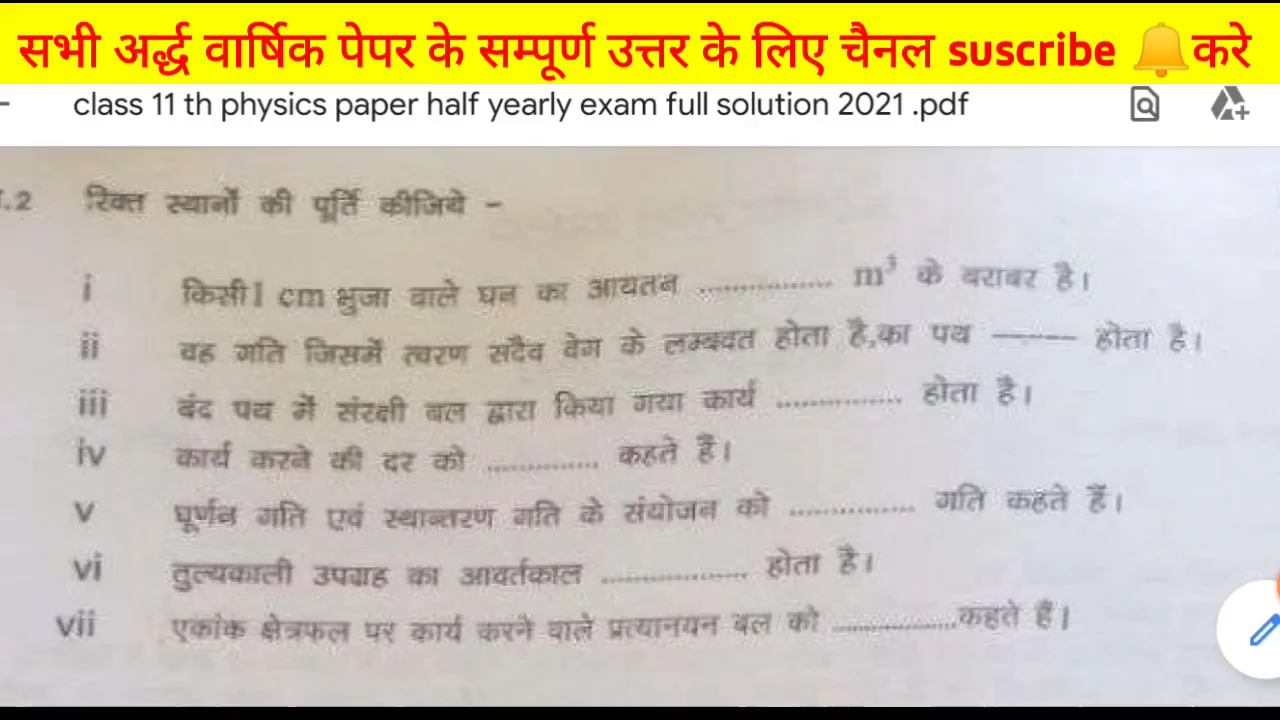 सभी अर्द्ध वार्षिक पेपर के सम्पूर्ण उत्तर के लिए चैनल suscribe 🔔करे
class 11 th physics paper half yearly exam full solution 2021 .pdf
.2 रिक्त स्थानों की पूर्ति कीजिये -
i किसी 1 cm भुजा वाले घन का आयतन ............... m³ के बराबर है।
ii वह गति जिसमें त्वरण सदैव वेग के लम्बवत होता है,का पथ ——— होता है।
iii बंद पथ में संरक्षी बल द्वारा किया गया कार्य ............... होता है।
iv कार्य करने की दर को ............... कहते हैं।
v घूर्णन गति एवं स्थान्तरण गति के संयोजन को ............... गति कहते हैं।
vi तुल्यकाली उपग्रह का आवर्तकाल ................. होता है।
vii एकांक क्षेत्रफल पर कार्य करने वाले प्रत्यानयन बल को .................कहते हैं।